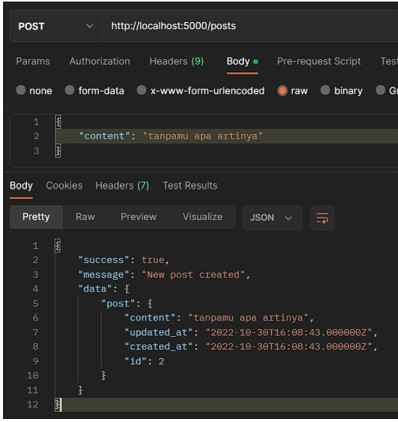 POST http://localhost:5000/posts
Params Authorization Headers (9) Body Pre-request Script
none form-data x-www-form-urlencoded raw binary
1 {
2 "content": "tanpamu apa artinya"
3 }
Body Cookies Headers (7) Test Results
Pretty Raw Preview Visualize JSON
1 {
2 "success": true,
3 "message": "New post created",
4 "data": {
5 "post": {
6 "content": "tanpamu apa artinya",
7 "updated_at": "2022-10-30T16:08:43.000000Z",
8 "created_at": "2022-10-30T16:08:43.000000Z",
9 "id": 2
10 }
11 }
12 }